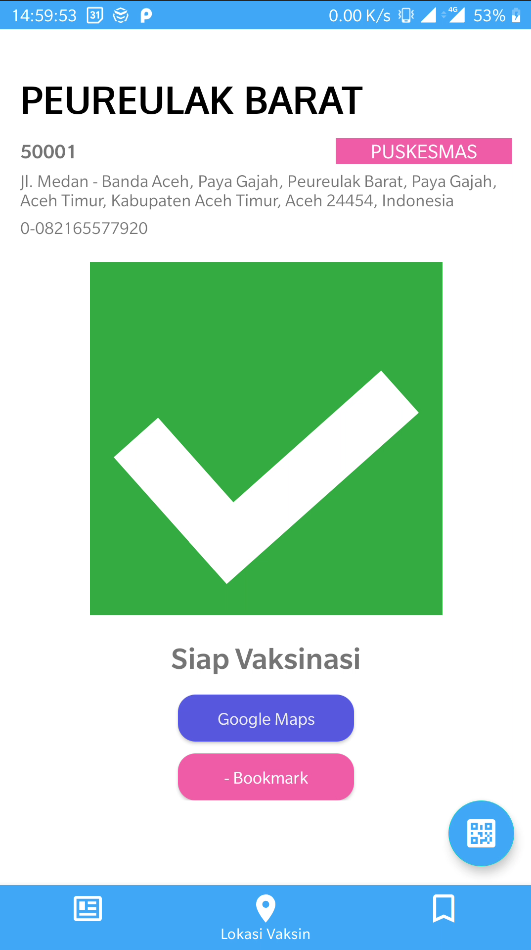 14:59:53 31 0.00 K/s 4G 53%
PEUREULAK BARAT
50001 PUSKESMAS
Jl. Medan - Banda Aceh, Paya Gajah, Peureulak Barat, Paya Gajah,
Aceh Timur, Kabupaten Aceh Timur, Aceh 24454, Indonesia
0-082165577920
Siap Vaksinasi
Google Maps
- Bookmark
Lokasi Vaksin